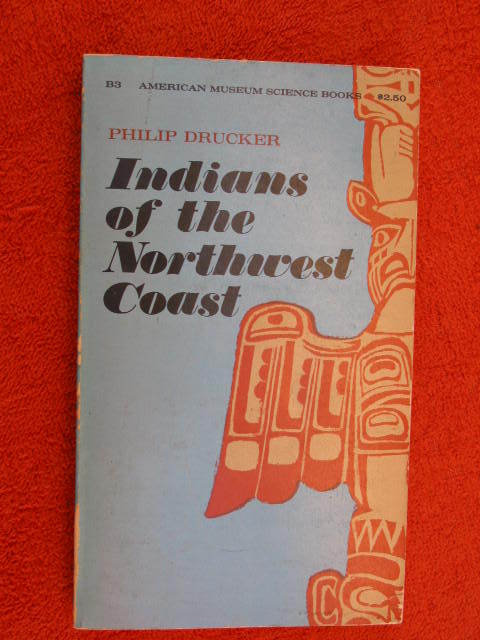 B3 AMERICAN MUSEUM SCIENCE BOOKS $2.50
PHILIP DRUCKER
Indians
of the
Northwest
Coast